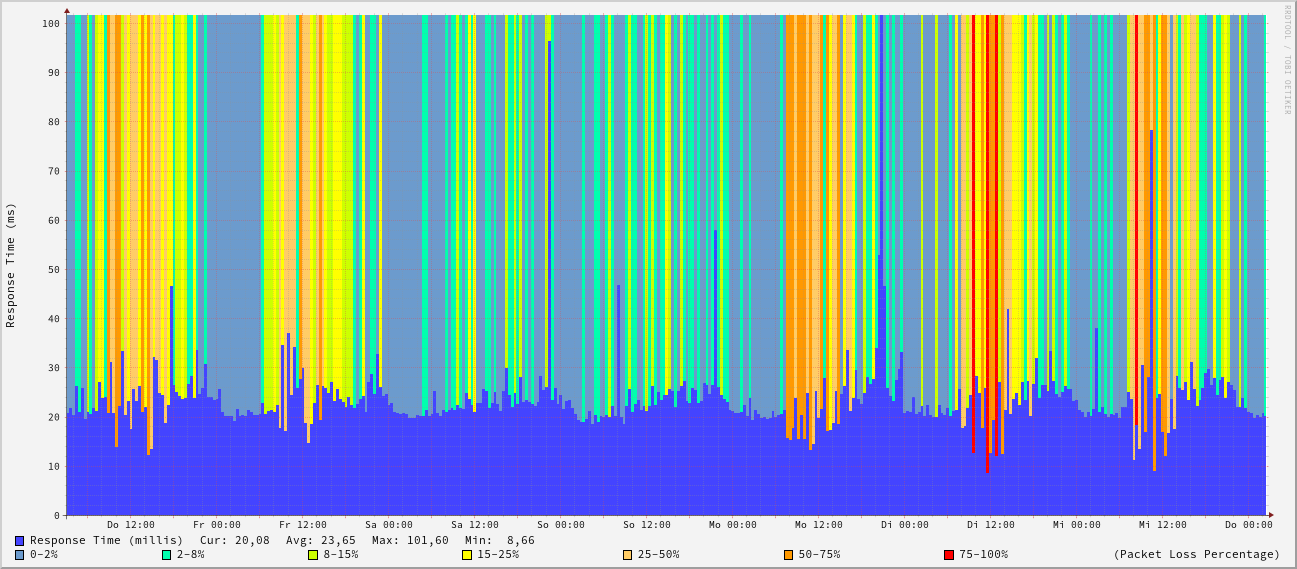 RRDTOOL / TOBI OETIKER
Response Time (ms)
100
90
80
70
60
50
40
30
20
10
0
Do 12:00 Fr 00:00 Fr 12:00 Sa 00:00 Sa 12:00 So 00:00 So 12:00 Mo 00:00 Mo 12:00 Di 00:00 Di 12:00 Mi 00:00 Mi 12:00 Do 00:00
Response Time (millis) Cur: 20,08 Avg: 23,65 Max: 101,60 Min: 8,66
0-2% 2-8% 8-15% 15-25% 25-50% 50-75% 75-100% (Packet Loss Percentage)